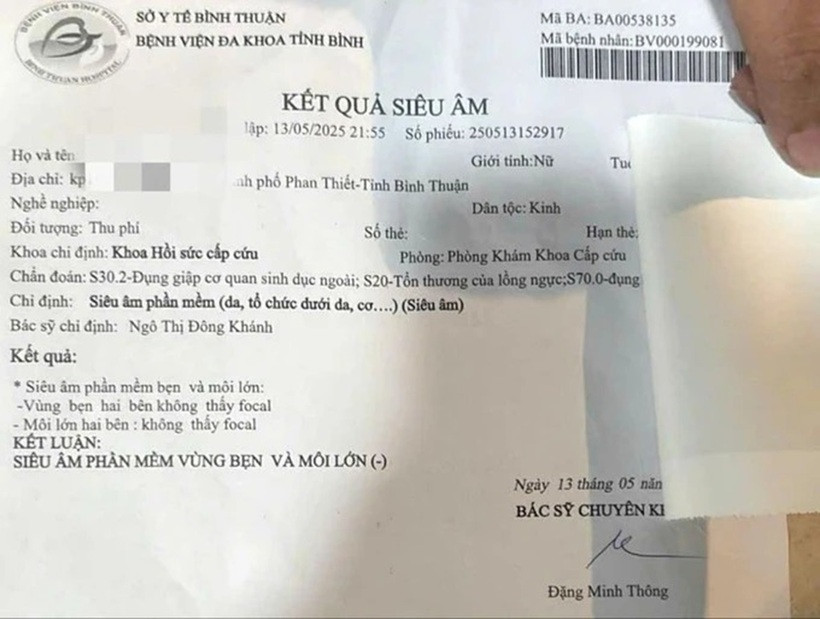 BỆNH VIỆN BÌNH THUẬN
BINH THUAN HOSPITAL
SỞ Y TẾ BÌNH THUẬN
BỆNH VIỆN ĐA KHOA TỈNH BÌNH
Mã BA: BA00538135
Mã bệnh nhân:BV000199081
KẾT QUẢ SIÊU ÂM
lập: 13/05/2025 21:55 Số phiếu: 250513152917
Họ và tên
Giới tính:Nữ
Địa chỉ: kp
phố Phan Thiết-Tỉnh Bình Thuận
Nghề nghiệp:
Dân tộc: Kinh
Đối tượng: Thu phí
Số thẻ:
Hạn thẻ:
Khoa chỉ định: Khoa Hồi sức cấp cứu
Phòng: Phòng Khám Khoa Cấp cứu
Chẩn đoán: S30.2-Đụng giập cơ quan sinh dục ngoài; S20-Tổn thương của lồng ngực;S70.0-đụng
Chỉ định: Siêu âm phần mềm (da, tổ chức dưới da, cơ....) (Siêu âm)
Bác sỹ chỉ định: Ngô Thị Đông Khánh
Kết quả:
* Siêu âm phần mềm bẹn và môi lớn:
-Vùng bẹn hai bên không thấy focal
- Môi lớn hai bên : không thấy focal
KẾT LUẬN:
SIÊU ÂM PHẦN MỀM VÙNG BẸN VÀ MÔI LỚN (-)
Ngày 13 tháng 05 năm
BÁC SỸ CHUYÊN
Đặng Minh Thông